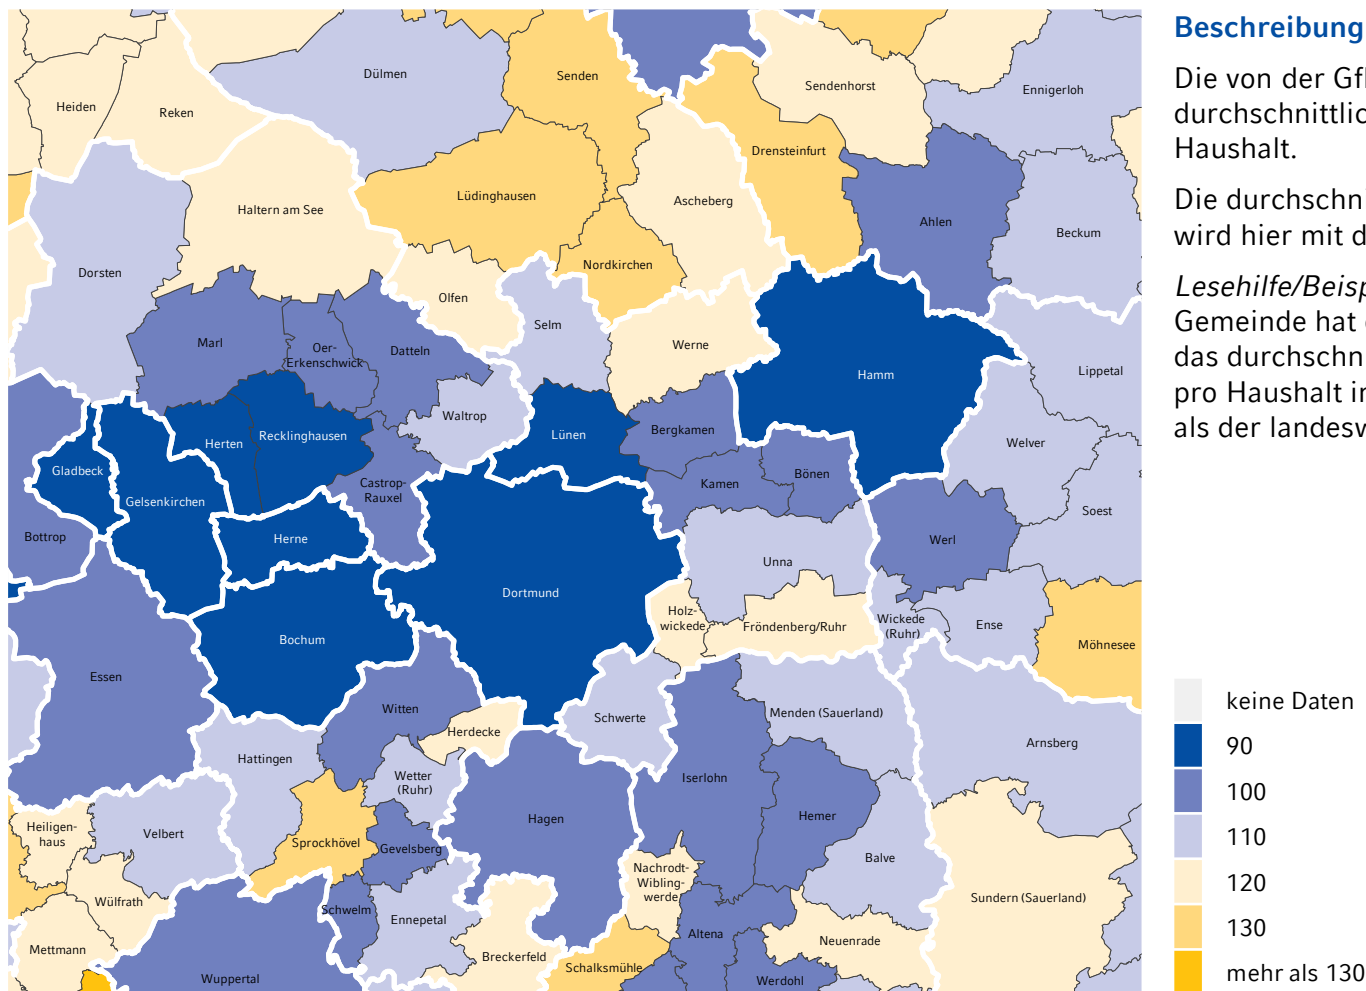 Beschreibung
Die von der Gf
durchschnittlic
Haushalt.
Die durchschn
wird hier mit d
Lesehilfe/Beisp
Gemeinde hat
das durchschn
pro Haushalt i
als der landesw
keine Daten
90
100
110
120
130
mehr als 130
Dülmen
Senden
Sendenhorst
Ennigerloh
Heiden
Reken
Drensteinfurt
Lüdinghausen
Ascheberg
Haltern am See
Ahlen
Beckum
Dorsten
Nordkirchen
Olfen
Selm
Marl
Oer-
Erkenschwick
Datteln
Werne
Hamm
Lippetal
Waltrop
Herten
Recklinghausen
Lünen
Bergkamen
Welver
Gladbeck
Gelsenkirchen
Castrop-
Rauxel
Kamen
Bönen
Soest
Bottrop
Herne
Werl
Unna
Dortmund
Holz-
wickede
Fröndenberg/Ruhr
Wickede
(Ruhr)
Ense
Möhnesee
Bochum
Essen
Witten
Schwerte
Menden (Sauerland)
Herdecke
Arnsberg
Hattingen
Wetter
(Ruhr)
Iserlohn
Hagen
Hemer
Heiligen-
haus
Velbert
Sprockhövel
Gevelsberg
Balve
Nachrodt-
Wibling-
werde
Sundern (Sauerland)
Wülfrath
Schwelm
Ennepetal
Altena
Neuenrade
Mettmann
Breckerfeld
Schalksmühle
Wuppertal
Werdohl